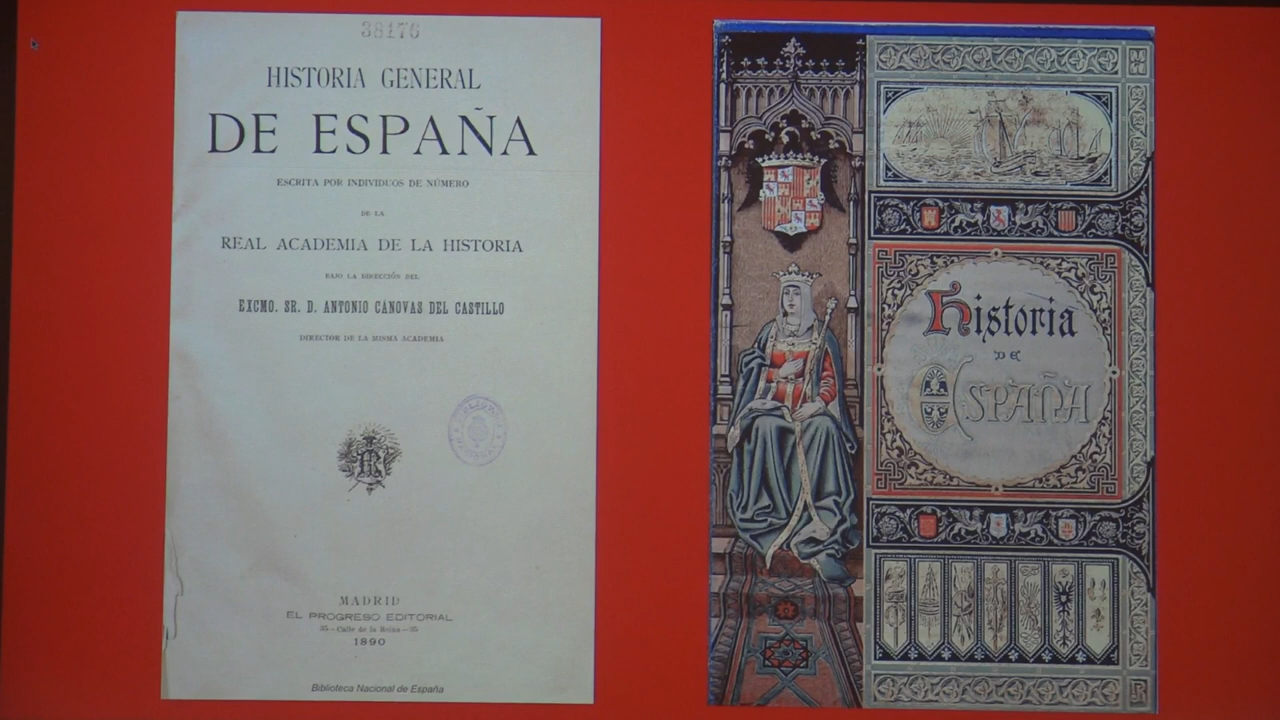 38176
HISTORIA GENERAL
DE ESPAÑA
ESCRITA POR INDIVIDUOS DE NÚMERO
DE LA
REAL ACADEMIA DE LA HISTORIA
BAJO LA DIRECCIÓN DEL
EXCMO. SR. D. ANTONIO CÁNOVAS DEL CASTILLO
DIRECTOR DE LA MISMA ACADEMIA
MADRID
EL PROGRESO EDITORIAL
35—Calle de la Reina—35
1890
Biblioteca Nacional de España
Historia
DE
ESPAÑA